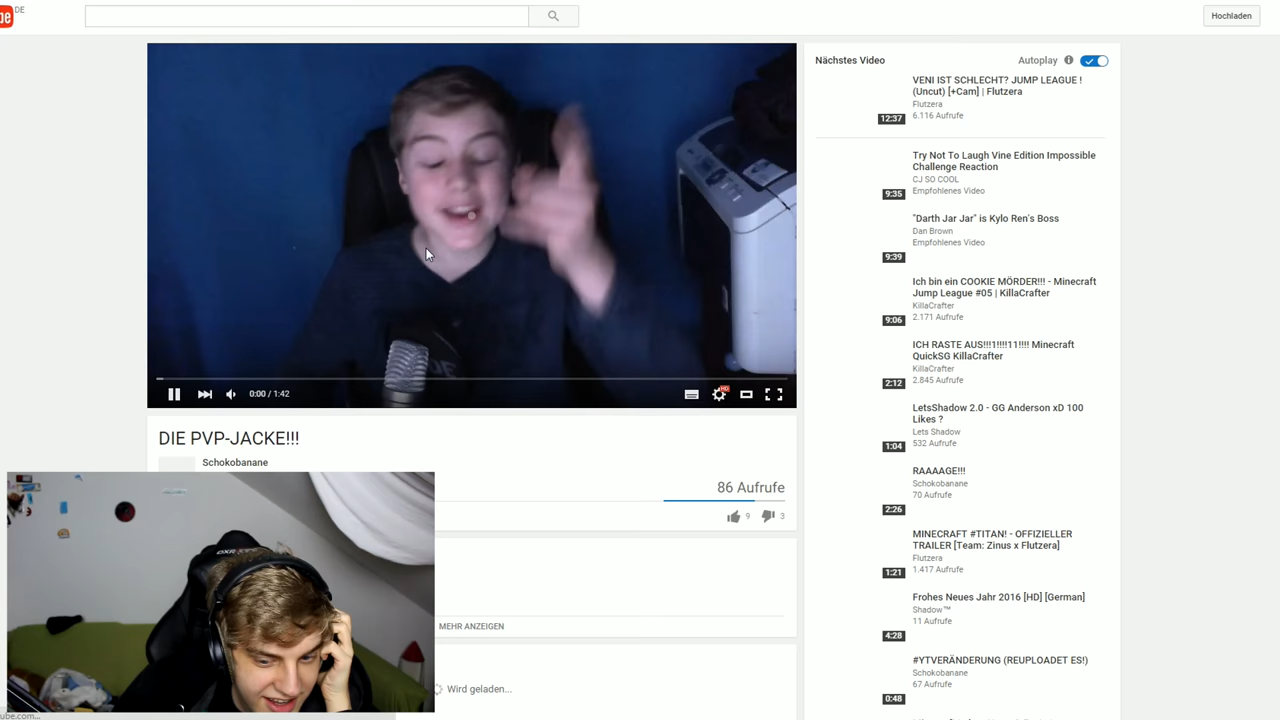 be DE
Hochladen
0:00 / 1:42
HD
DIE PVP-JACKE!!!
Schokobanane
86 Aufrufe
9 3
MEHR ANZEIGEN
Wird geladen...
ube.com...
DXR
Nächstes Video
Autoplay
VENI IST SCHLECHT? JUMP LEAGUE !
(Uncut) [+Cam] | Flutzera
Flutzera
6.116 Aufrufe
12:37
Try Not To Laugh Vine Edition Impossible
Challenge Reaction
CJ SO COOL
Empfohlenes Video
9:35
"Darth Jar Jar" is Kylo Ren's Boss
Dan Brown
Empfohlenes Video
9:39
Ich bin ein COOKIE MÖRDER!!! - Minecraft
Jump League #05 | KillaCrafter
KillaCrafter
2.171 Aufrufe
9:06
ICH RASTE AUS!!!1!!!!11!!!! Minecraft
QuickSG KillaCrafter
KillaCrafter
2.845 Aufrufe
2:12
LetsShadow 2.0 - GG Anderson xD 100
Likes ?
Lets Shadow
532 Aufrufe
1:04
RAAAAGE!!!
Schokobanane
70 Aufrufe
2:26
MINECRAFT #TITAN! - OFFIZIELLER
TRAILER [Team: Zinus x Flutzera]
Flutzera
1.417 Aufrufe
1:21
Frohes Neues Jahr 2016 [HD] [German]
Shadow™
11 Aufrufe
4:28
#YTVERÄNDERUNG (REUPLOADET ES!)
Schokobanane
67 Aufrufe
0:48